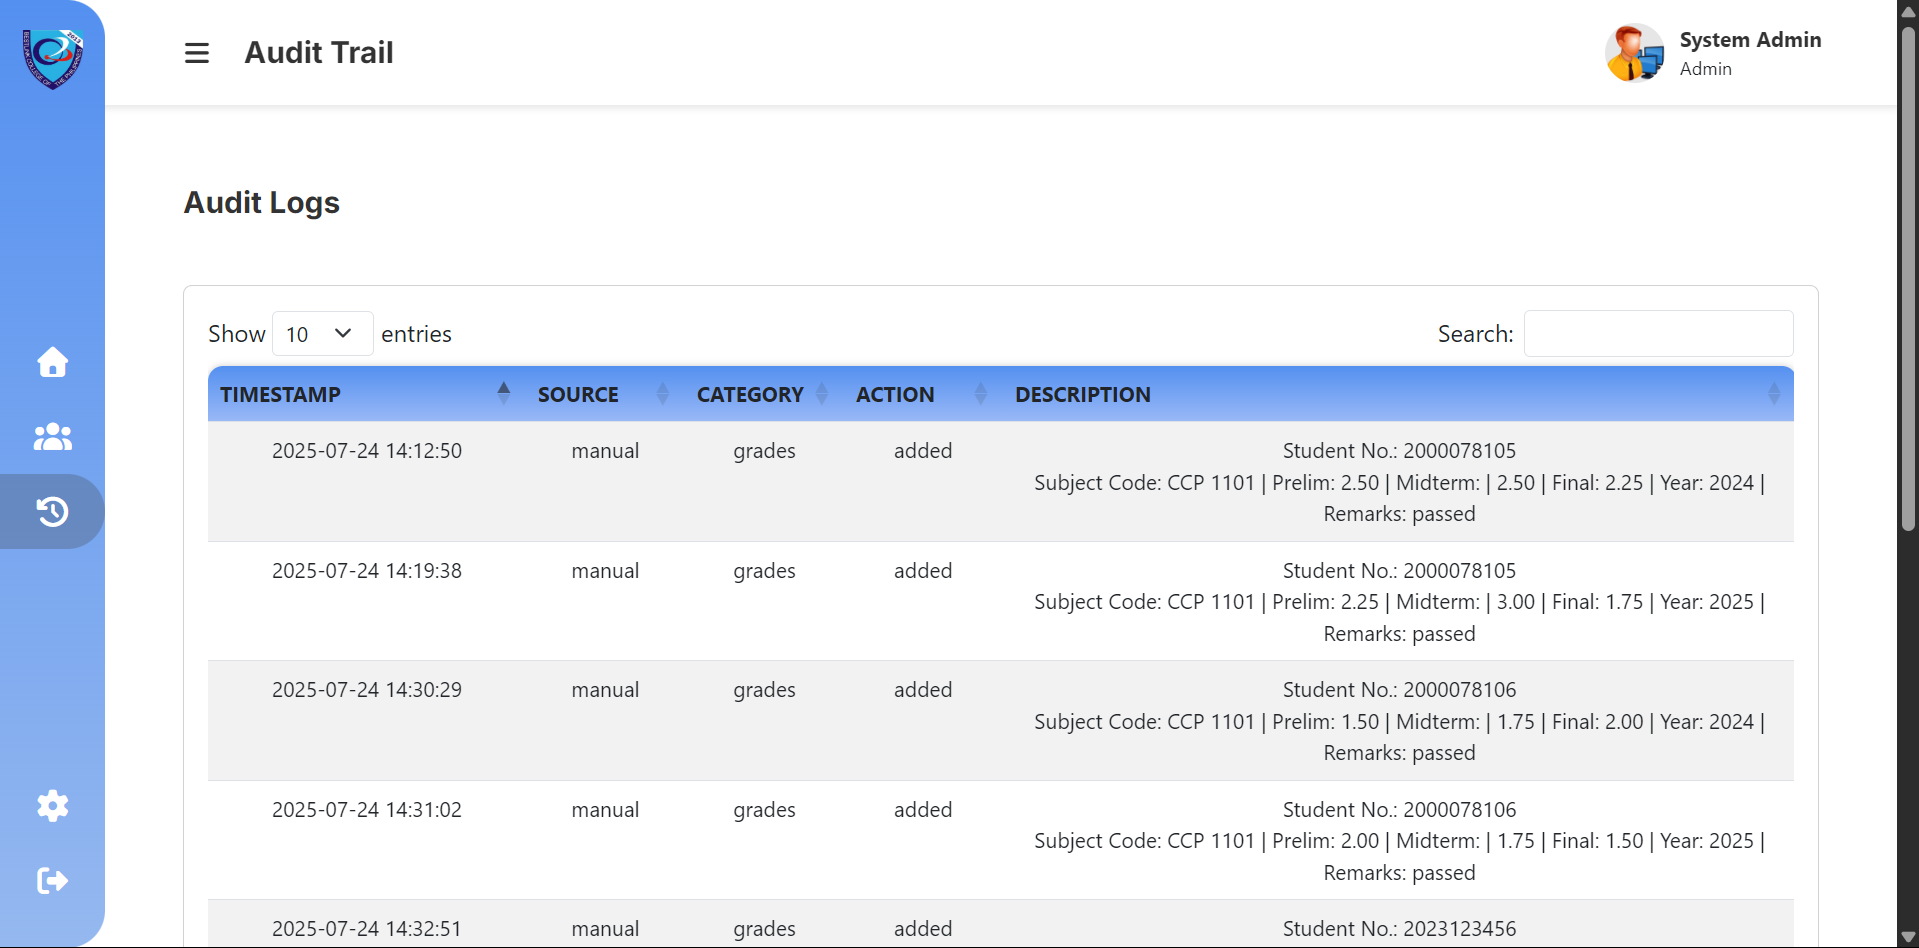 2013
BESTLINK COLLEGE OF THE PHILIPPINES
Audit Trail
System Admin
Admin
Audit Logs
Show 10 entries
Search:
TIMESTAMP SOURCE CATEGORY ACTION DESCRIPTION
2025-07-24 14:12:50 manual grades added Student No.: 2000078105
Subject Code: CCP 1101 | Prelim: 2.50 | Midterm: | 2.50 | Final: 2.25 | Year: 2024 |
Remarks: passed
2025-07-24 14:19:38 manual grades added Student No.: 2000078105
Subject Code: CCP 1101 | Prelim: 2.25 | Midterm: | 3.00 | Final: 1.75 | Year: 2025 |
Remarks: passed
2025-07-24 14:30:29 manual grades added Student No.: 2000078106
Subject Code: CCP 1101 | Prelim: 1.50 | Midterm: | 1.75 | Final: 2.00 | Year: 2024 |
Remarks: passed
2025-07-24 14:31:02 manual grades added Student No.: 2000078106
Subject Code: CCP 1101 | Prelim: 2.00 | Midterm: | 1.75 | Final: 1.50 | Year: 2025 |
Remarks: passed
2025-07-24 14:32:51 manual grades added Student No.: 2023123456